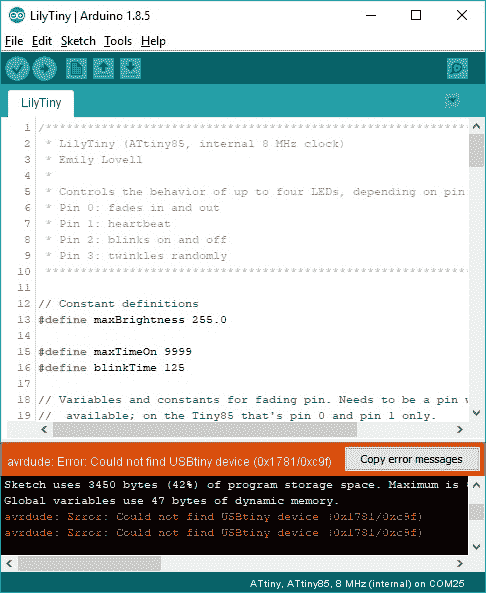 LilyTiny | Arduino 1.8.5
File Edit Sketch Tools Help
LilyTiny
1 /******************************************************************
2 * LilyTiny (ATtiny85, internal 8 MHz clock)
3 * Emily Lovell
4 *
5 * Controls the behavior of up to four LEDs, depending on pin
6 * Pin 0: fades in and out
7 * Pin 1: heartbeat
8 * Pin 2: blinks on and off
9 * Pin 3: twinkles randomly
10 ******************************************************************
11
12 // Constant definitions
13 #define maxBrightness 255.0
14
15 #define maxTimeOn 9999
16 #define blinkTime 125
17
18 // Variables and constants for fading pin. Needs to be a pin
19 //  available; on the Tiny85 that's pin 0 and pin 1 only.
avrdude: Error: Could not find USBtiny device (0x1781/0xc9f)
Copy error messages
Sketch uses 3450 bytes (42%) of program storage space. Maximum is
Global variables use 47 bytes of dynamic memory.
avrdude: Error: Could not find USBtiny device (0x1781/0xc9f)
avrdude: Error: Could not find USBtiny device (0x1781/0xc9f)
ATtiny, ATtiny85, 8 MHz (internal) on COM25